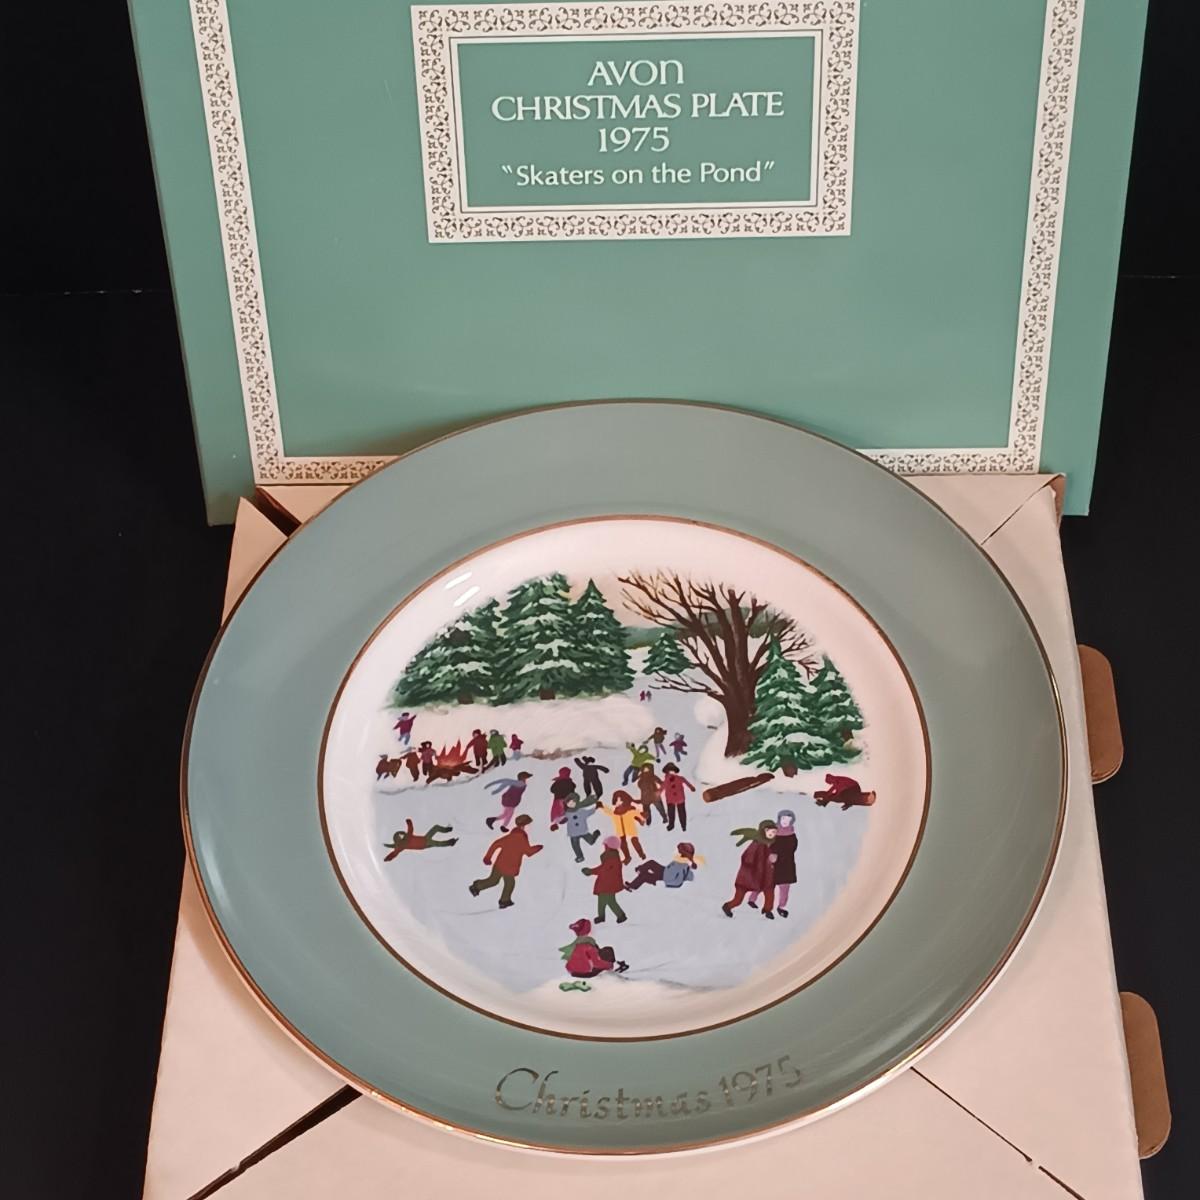 AVON
CHRISTMAS PLATE
1975
"Skaters on the Pond"
Christmas 1975